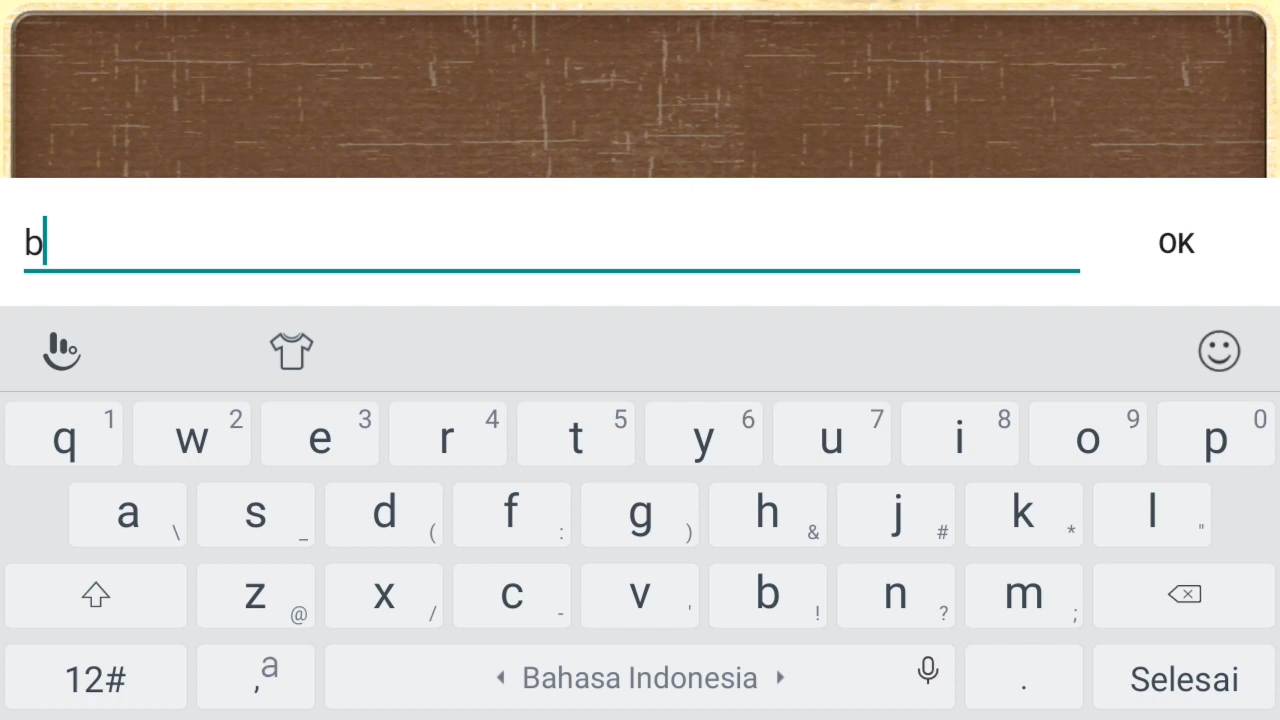 b
OK
q 1 w 2 e 3 r 4 t 5 y 6 u 7 i 8 o 9 p 0
a \ s _ d ( f : g ) h & j # k * l "
z @ x / c - v ' b ! n ? m ;
12# , a Bahasa Indonesia . Selesai